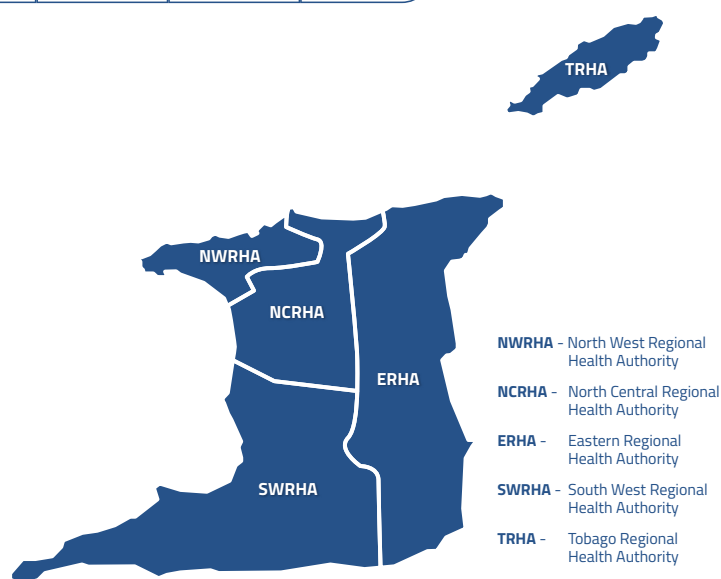 TRHA
NWRHA
NCRHA
ERHA
SWRHA
NWRHA - North West Regional
Health Authority
NCRHA - North Central Regional
Health Authority
ERHA - Eastern Regional
Health Authority
SWRHA - South West Regional
Health Authority
TRHA - Tobago Regional
Health Authority